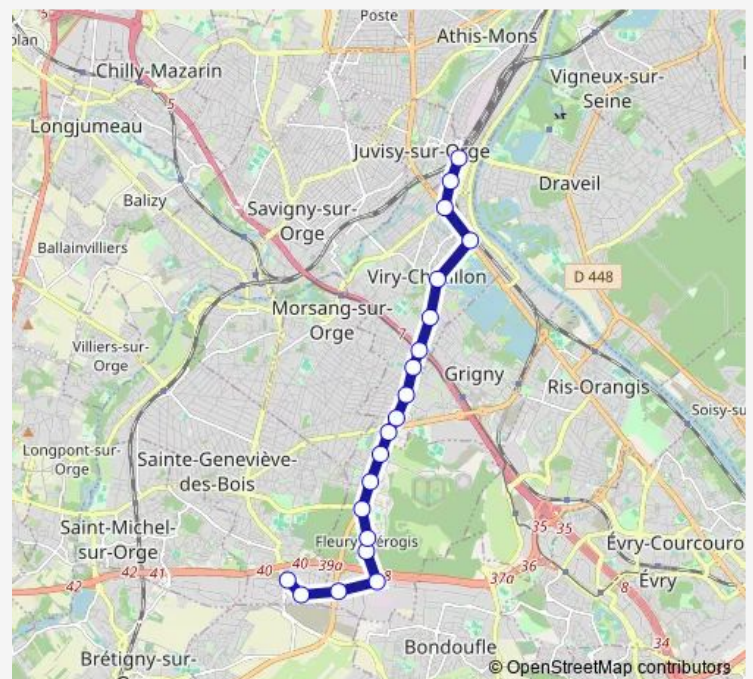 Poste
Athis-Mons
Chilly-Mazarin
Vigneux-sur-
Seine
5
Longjumeau
Juvisy-sur-Orge
Draveil
Balizy
Savigny-sur-
Orge
Ballainvilliers
Viry-Châtillon
D 448
Morsang-sur-
Orge
7
Villiers-sur-
Orge
Grigny
Ris-Orangis
Soisy-su
Longpont-sur-
Orge
Sainte-Geneviève-
des-Bois
Saint-Michel-
sur-Orge
35 35
Fleury-Mérogis
Évry-Courcouro
42 42 41 40 40 39a 8 37a 36
Évry
8
34
Brétigny-sur-
Bondoufle
© OpenStreetMap contributors